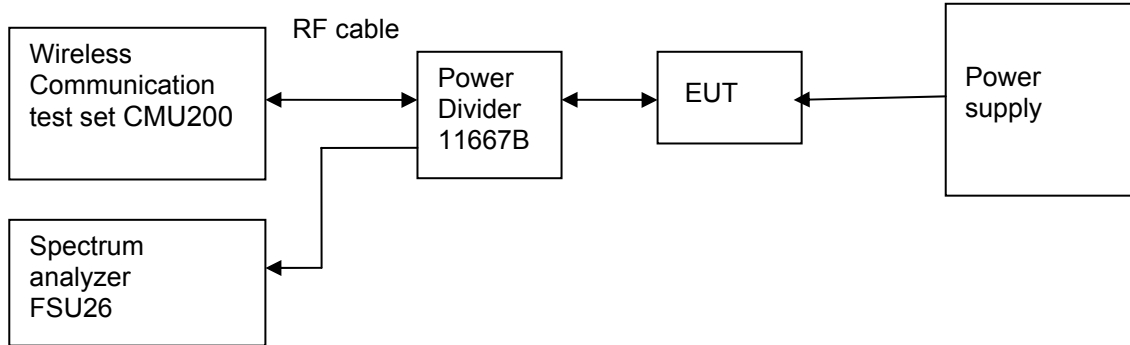 RF cable
Wireless
Communication
test set CMU200
Power
Divider
11667B
EUT
Power
supply
Spectrum
analyzer
FSU26